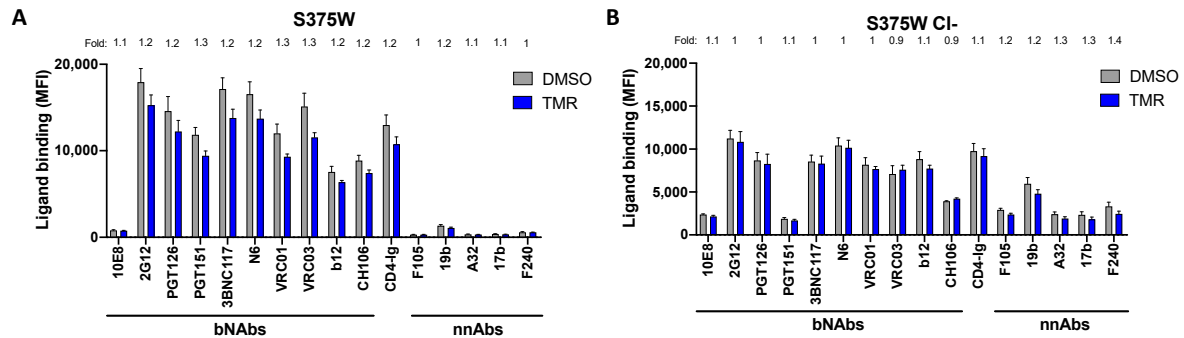 A
S375W
Fold: 1.1 1.2 1.2 1.3 1.2 1.2 1.3 1.3 1.2 1.2 1.2 1 1.2 1.1 1.1 1
Ligand binding (MFI)
20,000
10,000
0
DMSO
TMR
10E8
2G12
PGT126
PGT151
3BNC117
N6
VRC01
VRC03
b12
CH106
CD4-Ig
F105
19b
A32
17b
F240
bNAbs
nnAbs
B
S375W Cl-
Fold: 1.1 1 1 1.1 1 1 1 0.9 1.1 0.9 1.1 1.2 1.2 1.3 1.3 1.4
Ligand binding (MFI)
20,000
15,000
10,000
5,000
0
DMSO
TMR
10E8
2G12
PGT126
PGT151
3BNC117
N6
VRC01
VRC03
b12
CH106
CD4-Ig
F105
19b
A32
17b
F240
bNAbs
nnAbs